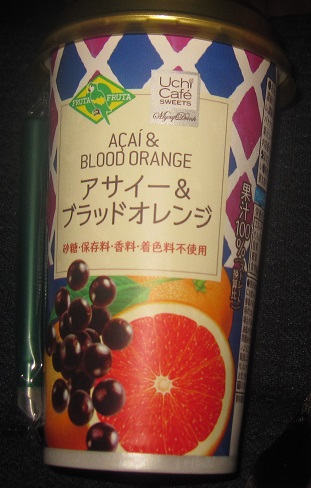 FRUTA FRUTA
Uchi
Café
SWEETS
AÇAÍ &
BLOOD ORANGE
アサイー&
ブラッドオレンジ
砂糖・保存料・香料・着色料不使用
果汁100%